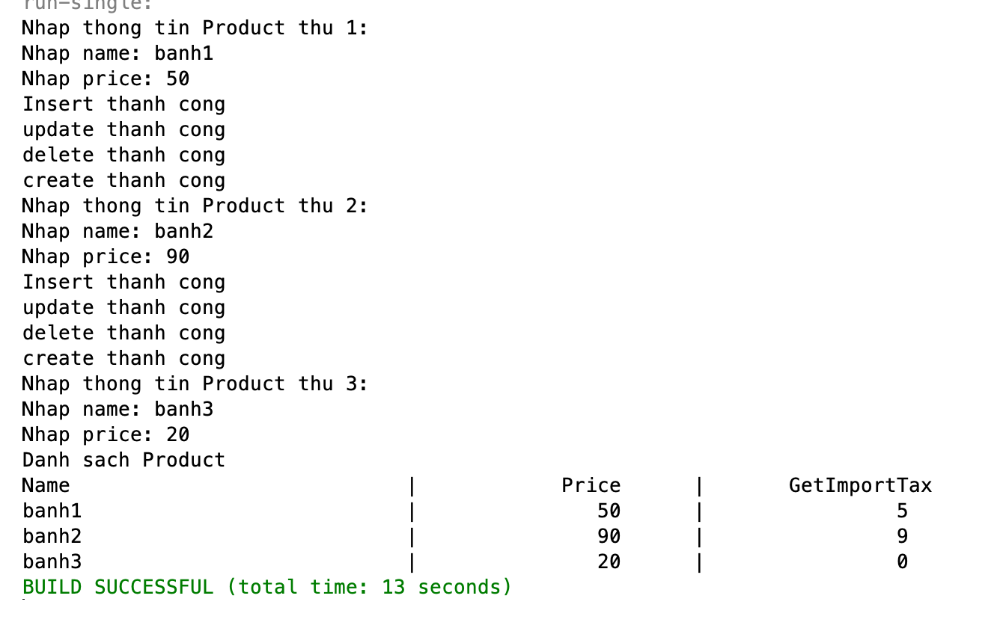 run-single:
Nhap thong tin Product thu 1:
Nhap name: banh1
Nhap price: 50
Insert thanh cong
update thanh cong
delete thanh cong
create thanh cong
Nhap thong tin Product thu 2:
Nhap name: banh2
Nhap price: 90
Insert thanh cong
update thanh cong
delete thanh cong
create thanh cong
Nhap thong tin Product thu 3:
Nhap name: banh3
Nhap price: 20
Danh sach Product
Name | Price | GetImportTax
banh1 | 50 | 5
banh2 | 90 | 9
banh3 | 20 | 0
BUILD SUCCESSFUL (total time: 13 seconds)